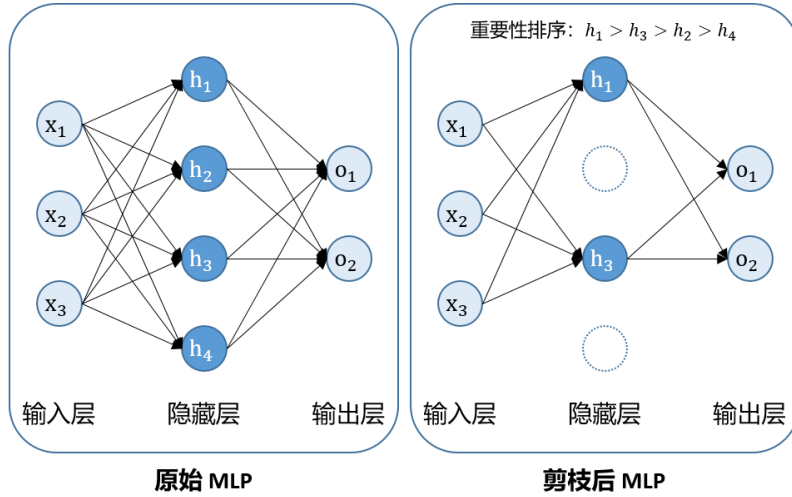 重要性排序：h₁ > h₃ > h₂ > h₄
h₁
x₁
h₂
o₁
x₂
h₃
o₂
x₃
h₄
输入层 隐藏层 输出层
原始 MLP
h₁
x₁
o₁
x₂
h₃
o₂
x₃
输入层 隐藏层 输出层
剪枝后 MLP